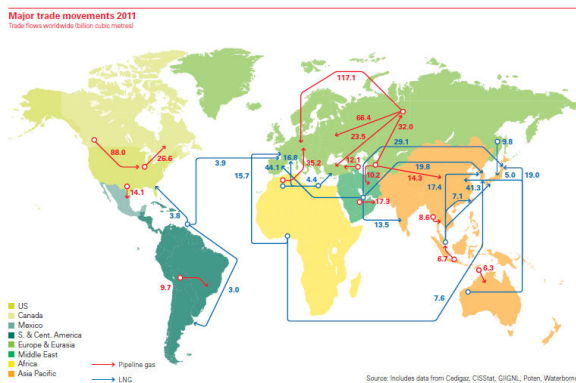 Major trade movements 2011
Trade flows worldwide (billion cubic metres)
117.1
66.4
23.5
32.0
88.0
26.6
29.1
9.8
3.9
16.8
35.2
12.1
19.8
44.1
15.7
10.2
14.3
17.4
5.0
19.0
41.3
4.4
14.1
17.3
7.1
3.8
13.5
8.6
6.7
6.3
9.7
3.0
7.6
US
Canada
Mexico
S. & Cent. America
Europe & Eurasia
Middle East
Africa
Asia Pacific
Pipeline gas
LNG
Source: Includes data from Cedigaz, CISStat, GIIGNL, Poten, Waterborne